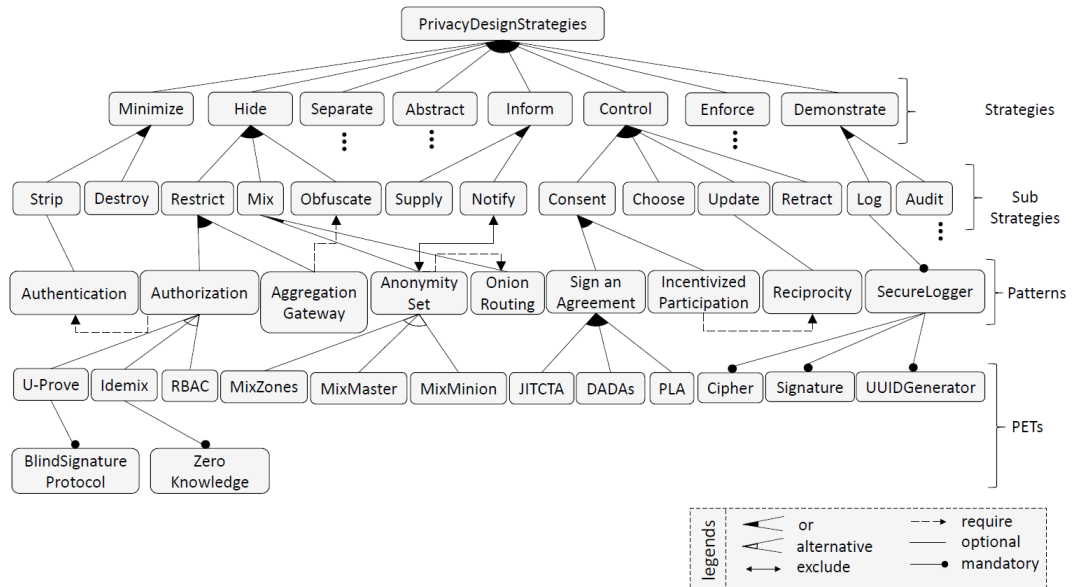 PrivacyDesignStrategies
Minimize
Hide
Separate
Abstract
Inform
Control
Enforce
Demonstrate
Strategies
Strip
Destroy
Restrict
Mix
Obfuscate
Supply
Notify
Consent
Choose
Update
Retract
Log
Audit
Sub
Strategies
Authentication
Authorization
Aggregation
Gateway
Anonymity
Set
Onion
Routing
Sign an
Agreement
Incentivized
Participation
Reciprocity
SecureLogger
Patterns
U-Prove
Idemix
RBAC
MixZones
MixMaster
MixMinion
JITCTA
DADAs
PLA
Cipher
Signature
UUIDGenerator
PETs
BlindSignature
Protocol
Zero
Knowledge
legends
or
alternative
exclude
require
optional
mandatory